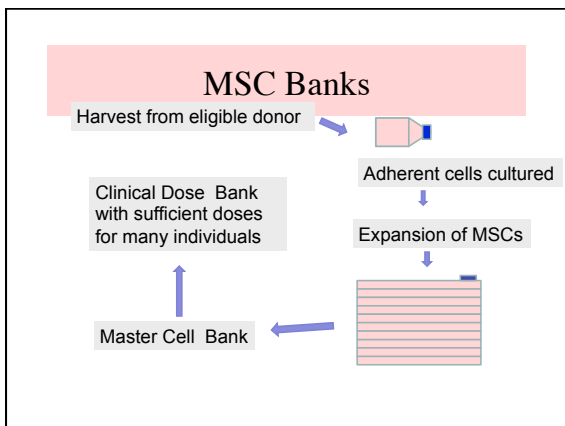 MSC Banks
Harvest from eligible donor
Adherent cells cultured
Expansion of MSCs
Master Cell Bank
Clinical Dose Bank
with sufficient doses
for many individuals